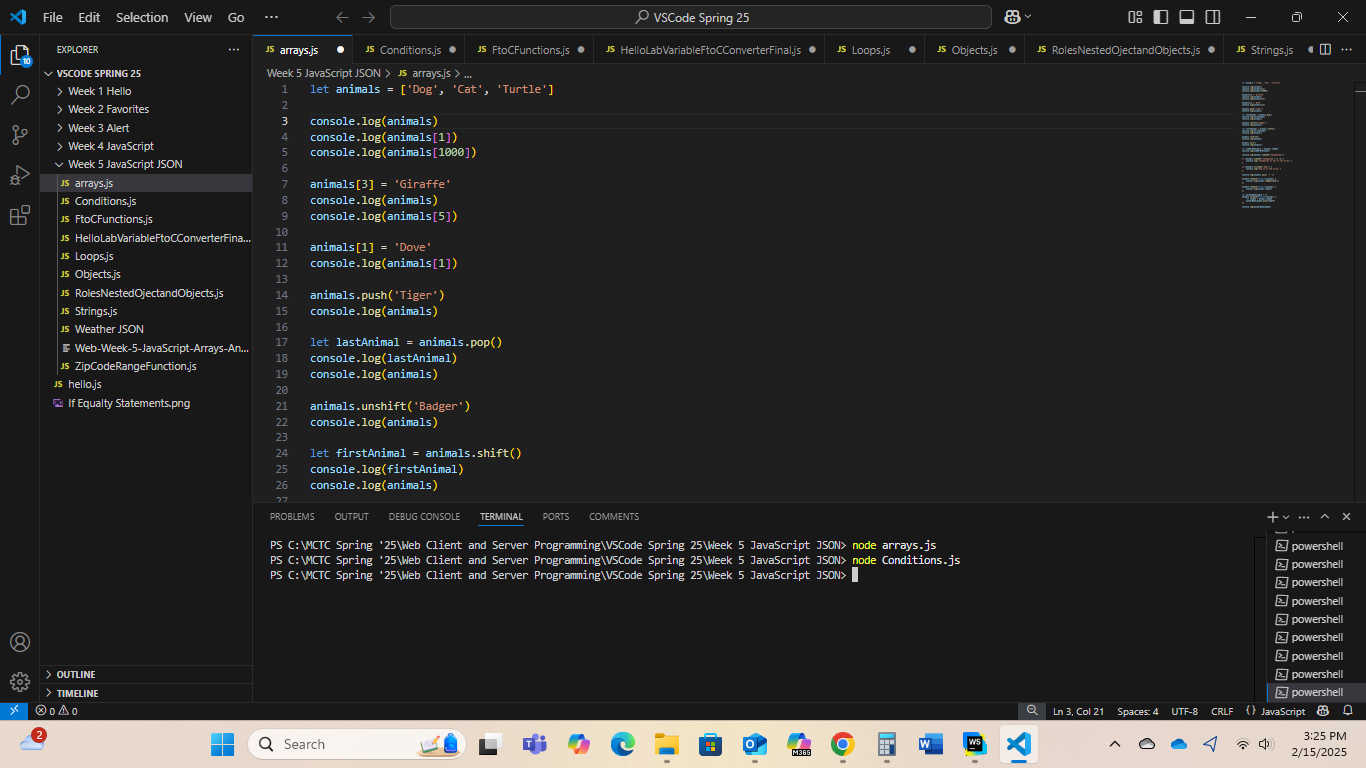 File Edit Selection View Go ... VSCode Spring 25
EXPLORER ...
VSCODE SPRING 25
Week 1 Hello
Week 2 Favorites
Week 3 Alert
Week 4 JavaScript
Week 5 JavaScript JSON
JS arrays.js
JS Conditions.js
JS FtoCFunctions.js
JS HelloLabVariableFtoCConverterFina...
JS Loops.js
JS Objects.js
JS RolesNestedOjectandObjects.js
JS Strings.js
JS Weather JSON
Web-Week-5-JavaScript-Arrays-An...
JS ZipCodeRangeFunction.js
JS hello.js
If Equalty Statements.png
OUTLINE
TIMELINE
10
JS arrays.js JS Conditions.js JS FtoCFunctions.js JS HelloLabVariableFtoCConverterFinal.js JS Loops.js JS Objects.js JS RolesNestedOjectandObjects.js JS Strings.js ...
Week 5 JavaScript JSON > JS arrays.js > ...
1 let animals = ['Dog', 'Cat', 'Turtle']
2
3 console.log(animals)
4 console.log(animals[1])
5 console.log(animals[1000])
6
7 animals[3] = 'Giraffe'
8 console.log(animals)
9 console.log(animals[5])
10
11 animals[1] = 'Dove'
12 console.log(animals[1])
13
14 animals.push('Tiger')
15 console.log(animals)
16
17 let lastAnimal = animals.pop()
18 console.log(lastAnimal)
19 console.log(animals)
20
21 animals.unshift('Badger')
22 console.log(animals)
23
24 let firstAnimal = animals.shift()
25 console.log(firstAnimal)
26 console.log(animals)
27
PROBLEMS OUTPUT DEBUG CONSOLE TERMINAL PORTS COMMENTS
PS C:\MCTC Spring '25\Web Client and Server Programming\VSCode Spring 25\Week 5 JavaScript JSON> node arrays.js
PS C:\MCTC Spring '25\Web Client and Server Programming\VSCode Spring 25\Week 5 JavaScript JSON> node Conditions.js
PS C:\MCTC Spring '25\Web Client and Server Programming\VSCode Spring 25\Week 5 JavaScript JSON>
powershell
powershell
powershell
powershell
powershell
powershell
powershell
powershell
powershell
0 0
Ln 3, Col 21 Spaces: 4 UTF-8 CRLF {} JavaScript
2
Search
M365
WS
3:25 PM
2/15/2025